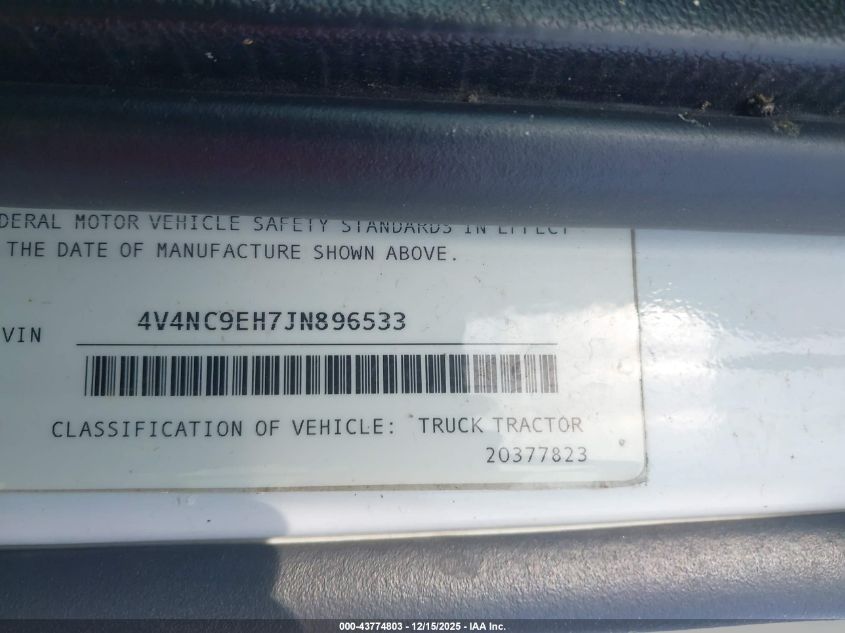 DERAL MOTOR VEHICLE SAFETY STANDARDS IN EFFECT
THE DATE OF MANUFACTURE SHOWN ABOVE.
VIN 4V4NC9EH7JN896533
CLASSIFICATION OF VEHICLE: TRUCK TRACTOR
20377823
000-43774803 - 12/15/2025 - IAA Inc.